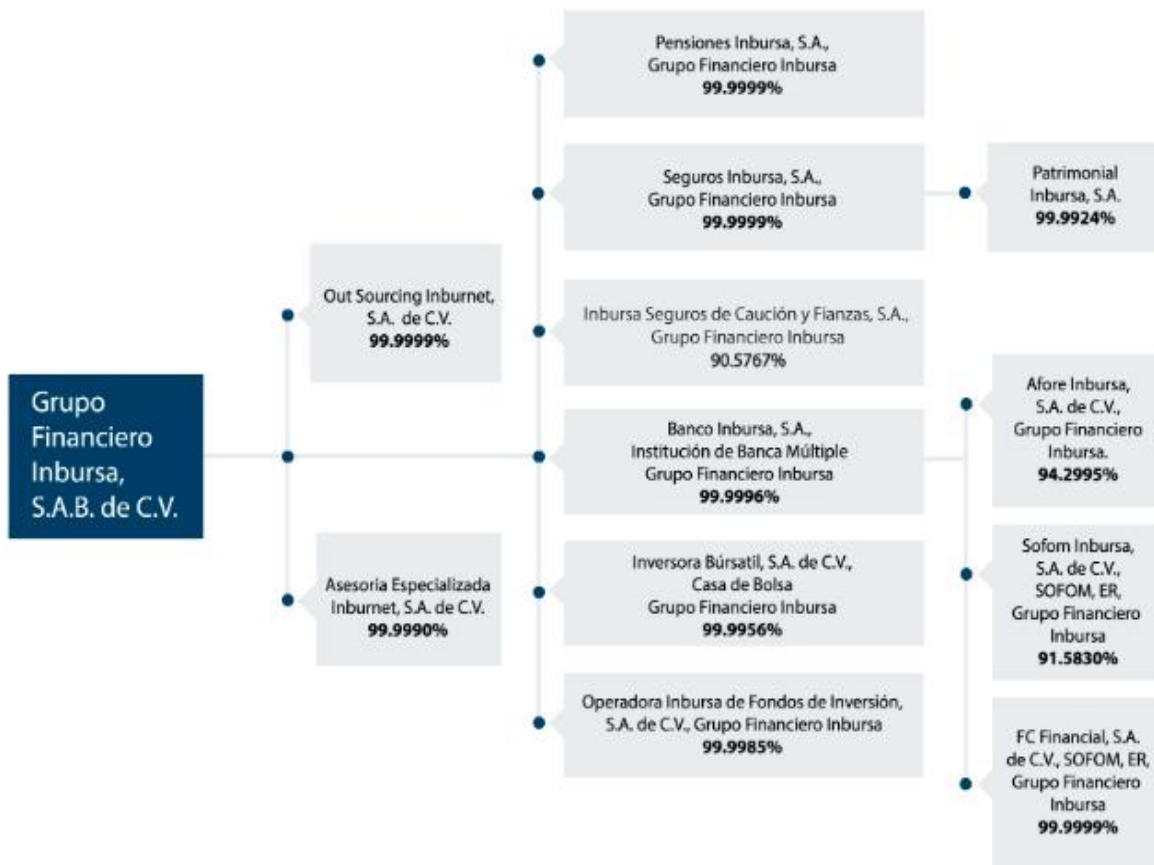 Grupo
Financiero
Inbursa,
S.A.B. de C.V.
Out Sourcing Inburnet,
S.A. de C.V.
99.9999%
Asesoria Especializada
Inburnet, S.A. de C.V.
99.9990%
Pensiones Inbursa, S.A.,
Grupo Financiero Inbursa
99.9999%
Seguros Inbursa, S.A.,
Grupo Financiero Inbursa
99.9999%
Inbursa Seguros de Caución y Fianzas, S.A.,
Grupo Financiero Inbursa
90.5767%
Banco Inbursa, S.A.,
Institución de Banca Múltiple
Grupo Financiero Inbursa
99.9996%
Inversora Búrsatil, S.A. de C.V.,
Casa de Bolsa
Grupo Financiero Inbursa
99.9956%
Operadora Inbursa de Fondos de Inversión,
S.A. de C.V., Grupo Financiero Inbursa
99.9985%
Patrimonial
Inbursa, S.A.
99.9924%
Afore Inbursa,
S.A. de C.V.,
Grupo Financiero
Inbursa.
94.2995%
Sofom Inbursa,
S.A. de C.V.,
SOFOM, ER,
Grupo Financiero
Inbursa
91.5830%
FC Financial, S.A.
de C.V., SOFOM, ER,
Grupo Financiero
Inbursa
99.9999%